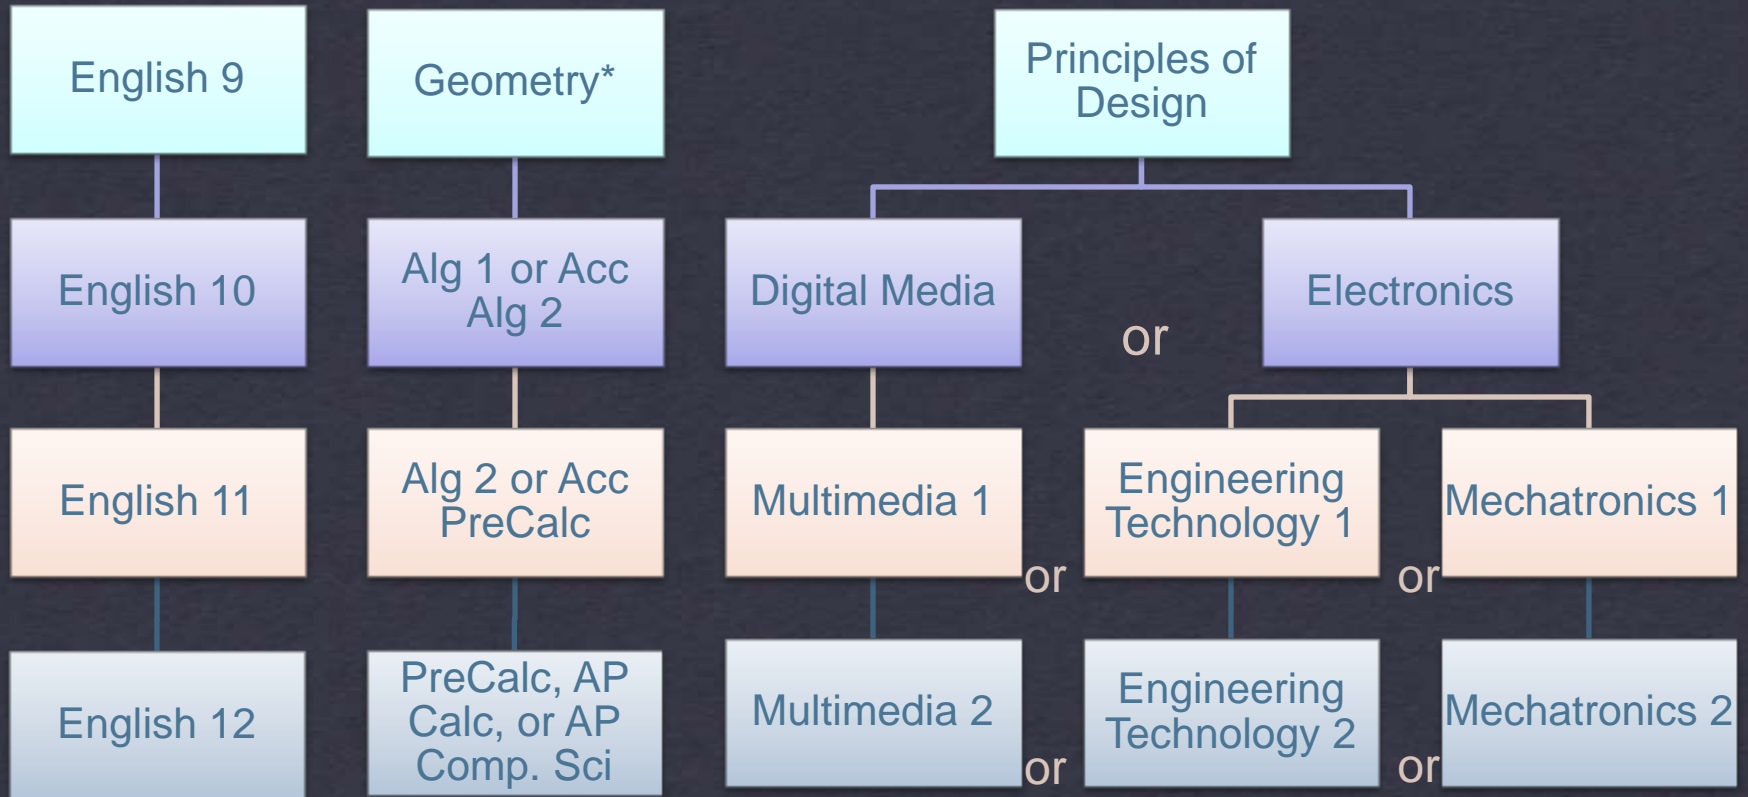 English 9
Geometry*
Principles of
Design
English 10
Alg 1 or Acc
Alg 2
Digital Media
or
Electronics
English 11
Alg 2 or Acc
PreCalc
Multimedia 1
or
Engineering
Technology 1
or
Mechatronics 1
English 12
PreCalc, AP
Calc, or AP
Comp. Sci
Multimedia 2
or
Engineering
Technology 2
or
Mechatronics 2